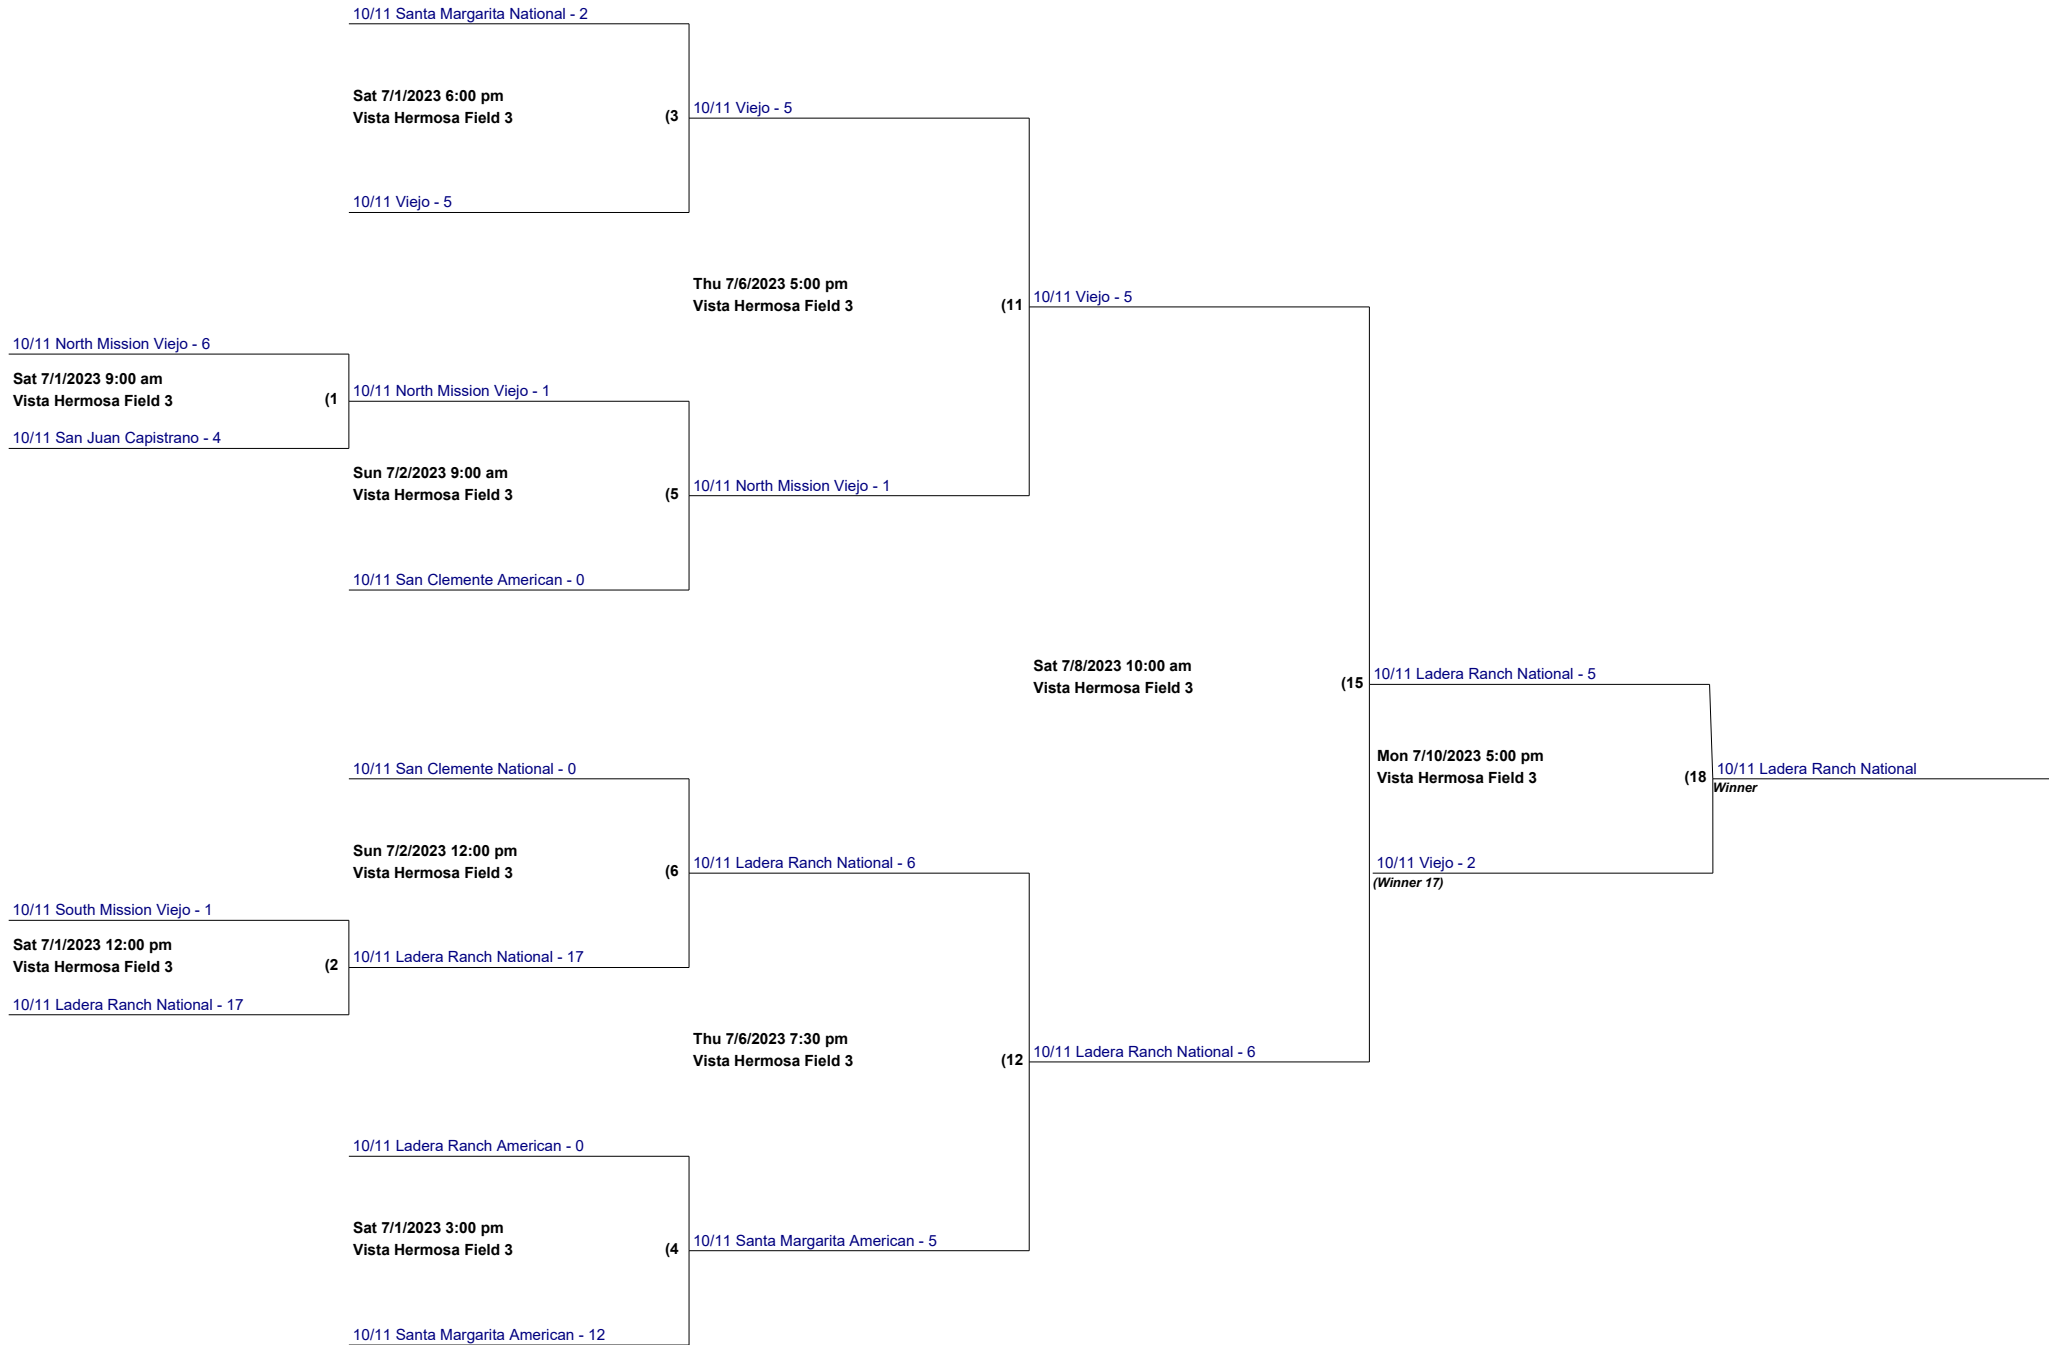 10/11 Santa Margarita National - 2
Sat 7/1/2023 6:00 pm
Vista Hermosa Field 3
(3
10/11 Viejo - 5
10/11 Viejo - 5
Thu 7/6/2023 5:00 pm
Vista Hermosa Field 3
(11
10/11 Viejo - 5
10/11 North Mission Viejo - 6
Sat 7/1/2023 9:00 am
Vista Hermosa Field 3
(1
10/11 North Mission Viejo - 1
10/11 San Juan Capistrano - 4
Sun 7/2/2023 9:00 am
Vista Hermosa Field 3
(5
10/11 North Mission Viejo - 1
10/11 San Clemente American - 0
Sat 7/8/2023 10:00 am
Vista Hermosa Field 3
(15
10/11 Ladera Ranch National - 5
Mon 7/10/2023 5:00 pm
Vista Hermosa Field 3
(18
10/11 Ladera Ranch National
Winner
10/11 San Clemente National - 0
Sun 7/2/2023 12:00 pm
Vista Hermosa Field 3
(6
10/11 Ladera Ranch National - 6
10/11 Viejo - 2
(Winner 17)
10/11 South Mission Viejo - 1
Sat 7/1/2023 12:00 pm
Vista Hermosa Field 3
(2
10/11 Ladera Ranch National - 17
10/11 Ladera Ranch National - 17
Thu 7/6/2023 7:30 pm
Vista Hermosa Field 3
(12
10/11 Ladera Ranch National - 6
10/11 Ladera Ranch American - 0
Sat 7/1/2023 3:00 pm
Vista Hermosa Field 3
(4
10/11 Santa Margarita American - 5
10/11 Santa Margarita American - 12